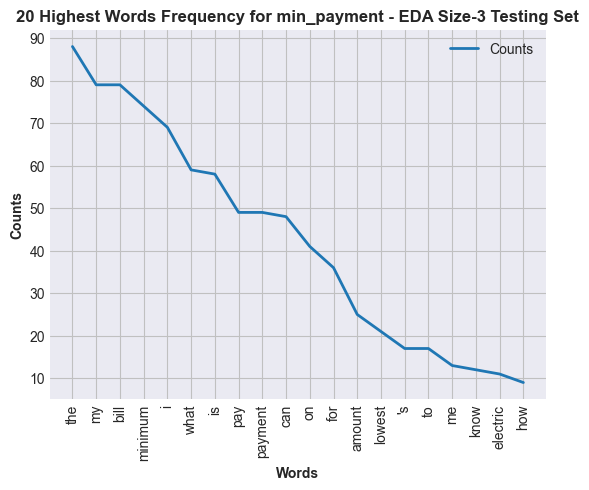 20 Highest Words Frequency for min_payment - EDA Size-3 Testing Set
Counts
Counts
90
80
70
60
50
40
30
20
10
the
my
bill
minimum
i
what
is
pay
payment
can
on
for
amount
lowest
's
to
me
know
electric
how
Words